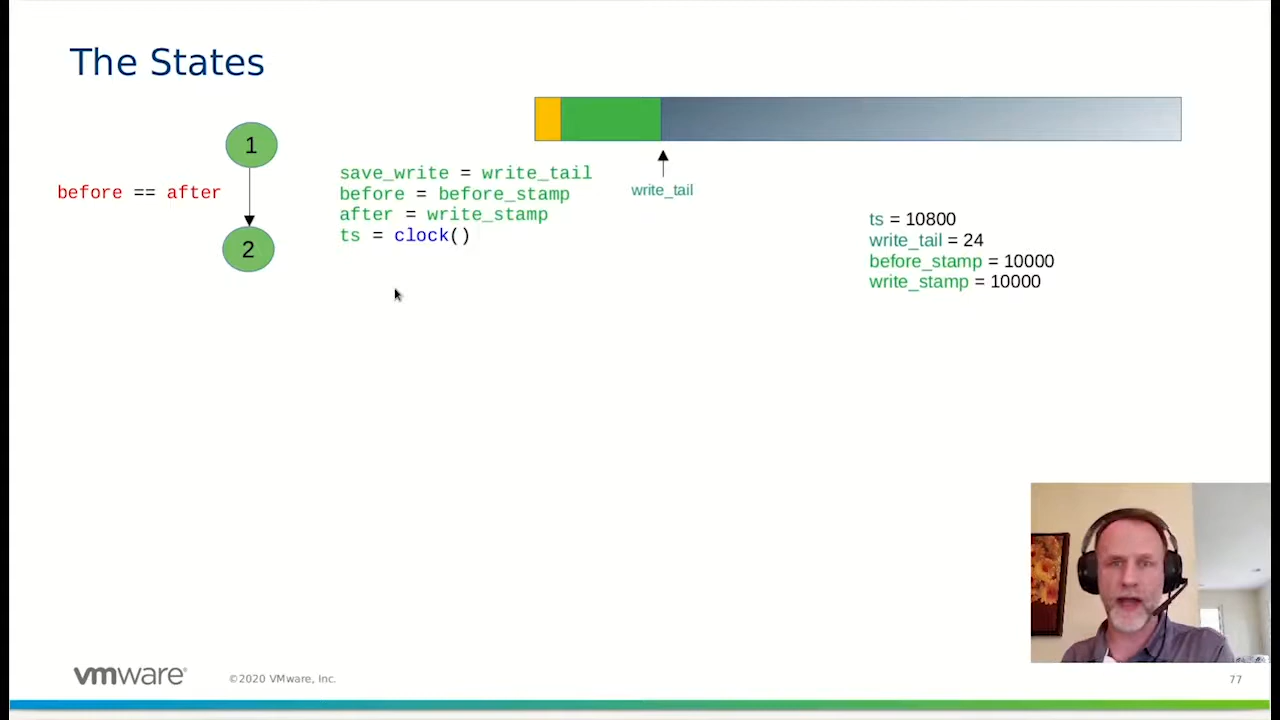 The States
1
before == after
2
save_write = write_tail
before = before_stamp
after = write_stamp
ts = clock()
write_tail
ts = 10800
write_tail = 24
before_stamp = 10000
write_stamp = 10000
vmware®
©2020 VMware, Inc.
77